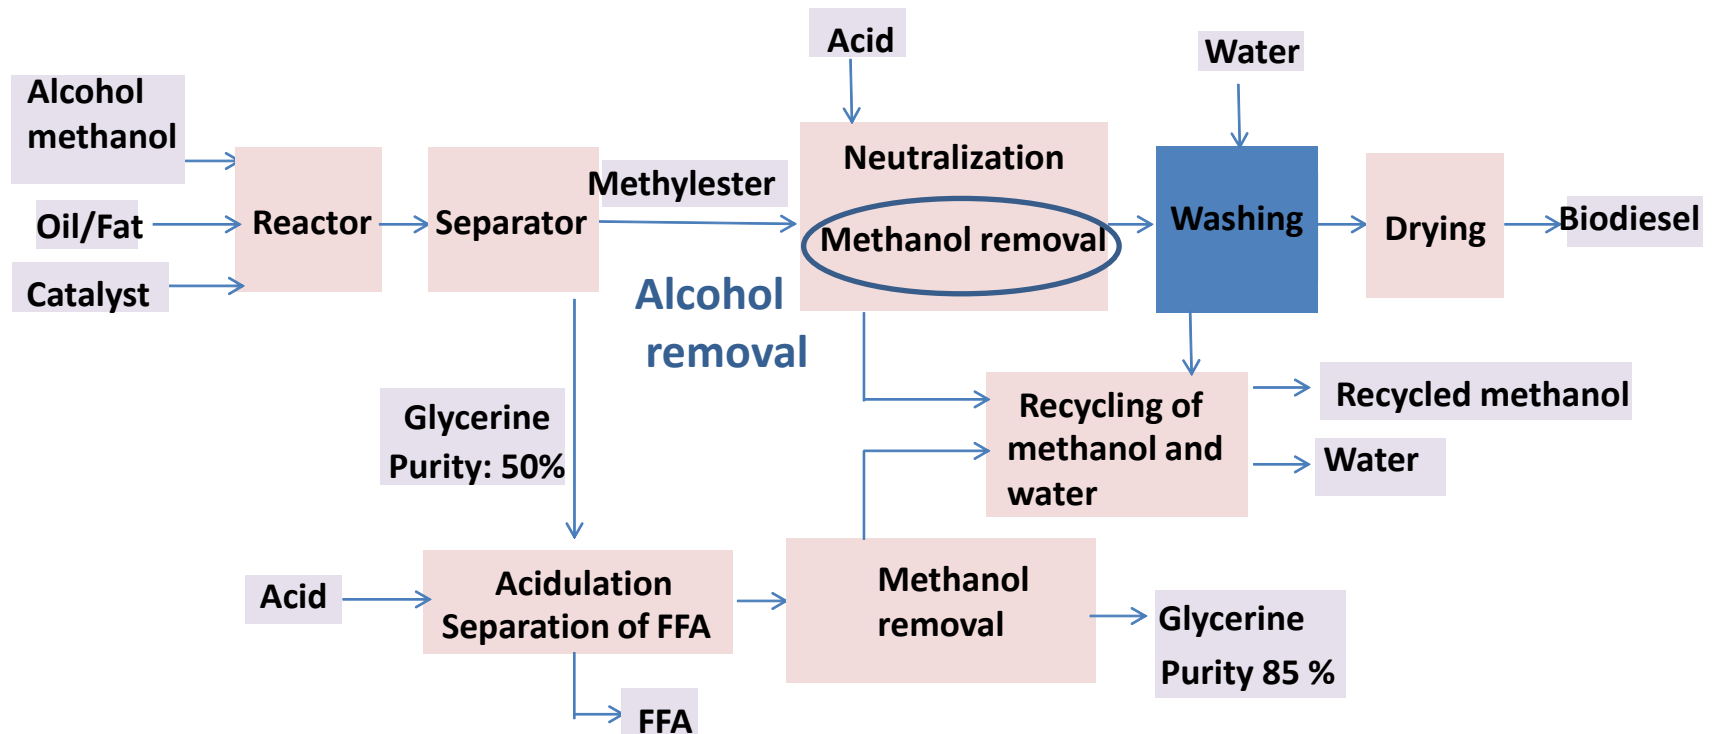 Acid
Water
Alcohol
methanol
Neutralization
Methylester
Oil/Fat
Reactor
Separator
Methanol removal
Washing
Drying
Biodiesel
Catalyst
Alcohol
removal
Glycerine
Purity: 50%
Recycling of
methanol and
water
Recycled methanol
Water
Acid
Acidulation
Separation of FFA
Methanol
removal
Glycerine
Purity 85 %
FFA